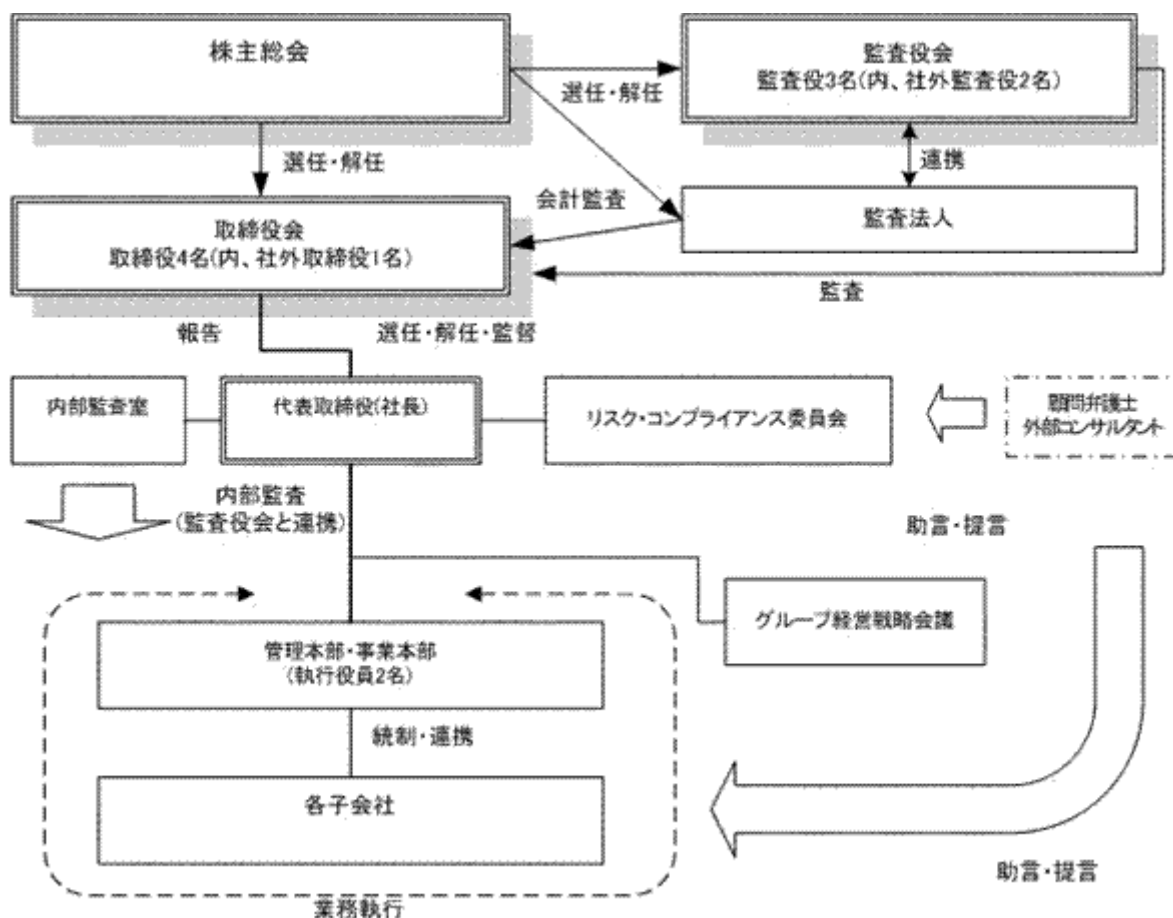 株主総会
監査役会
監査役3名(内、社外監査役2名)
選任・解任
選任・解任
連携
会計監査
監査法人
取締役会
取締役4名(内、社外取締役1名)
監査
報告
選任・解任・監督
内部監査室
代表取締役(社長)
リスク・コンプライアンス委員会
顧問弁護士
外部コンサルタント
内部監査
(監査役会と連携)
助言・提言
グループ経営戦略会議
管理本部・事業本部
(執行役員2名)
統制・連携
各子会社
助言・提言
業務執行